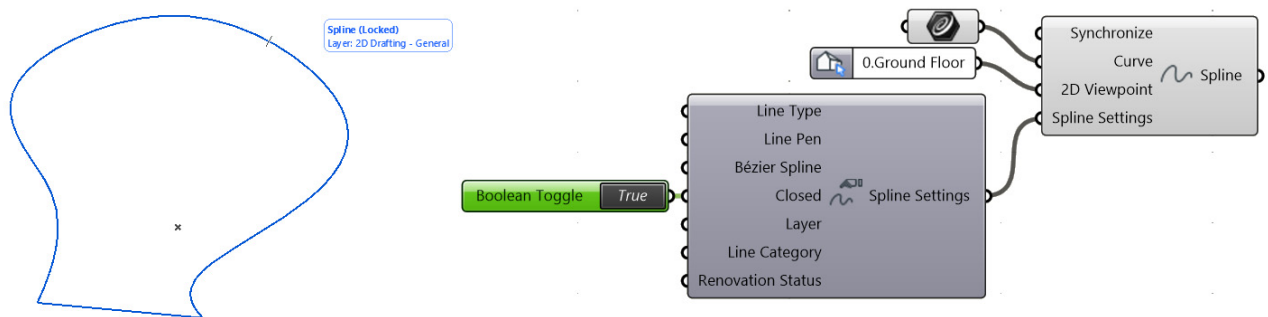 Spline (Locked)
Layer: 2D Drafting - General
0.Ground Floor
Synchronize
Curve
2D Viewpoint
Spline Settings
Spline
Line Type
Line Pen
Bézier Spline
Closed
Layer
Line Category
Renovation Status
Spline Settings
Boolean Toggle True